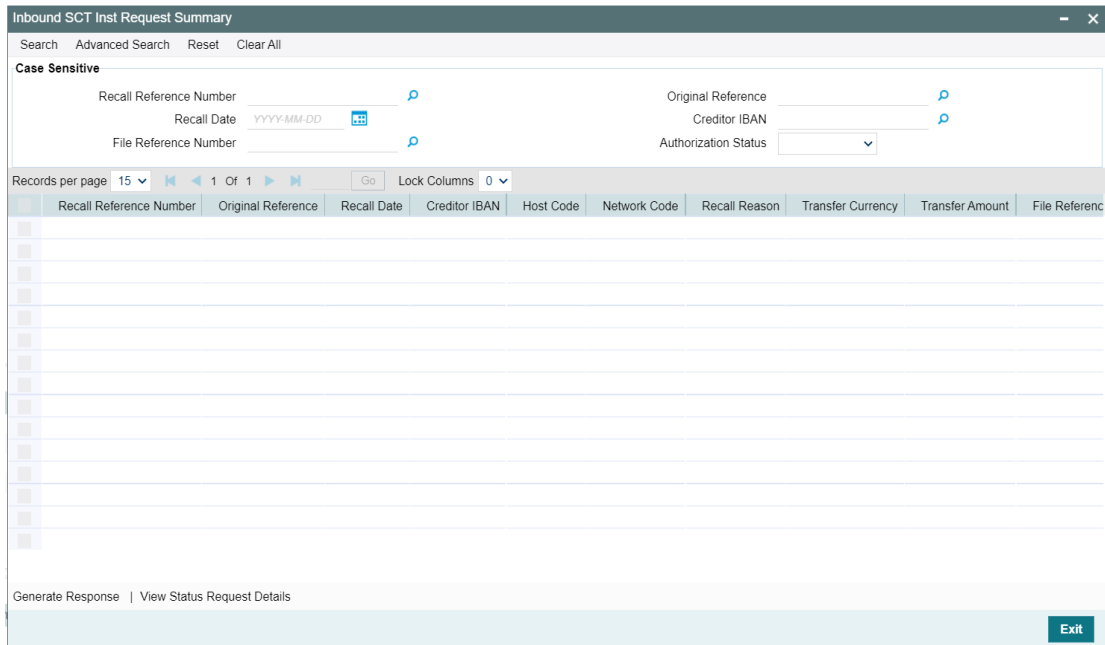 Inbound SCT Inst Request Summary
Search Advanced Search Reset Clear All
Case Sensitive
Recall Reference Number Original Reference
Recall Date YYYY-MM-DD Creditor IBAN
File Reference Number Authorization Status
Records per page 15 1 Of 1 Go Lock Columns 0
Recall Reference Number Original Reference Recall Date Creditor IBAN Host Code Network Code Recall Reason Transfer Currency Transfer Amount File Referenc
Generate Response | View Status Request Details
Exit